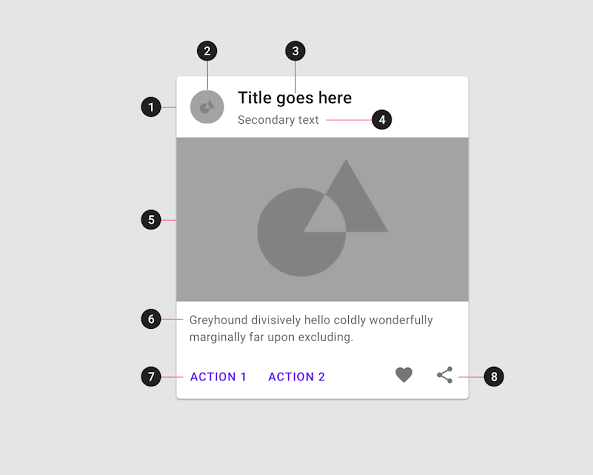 2 3
1 Title goes here
Secondary text 4
5
6 Greyhound divisively hello coldly wonderfully
marginally far upon excluding.
7 ACTION 1 ACTION 2 8